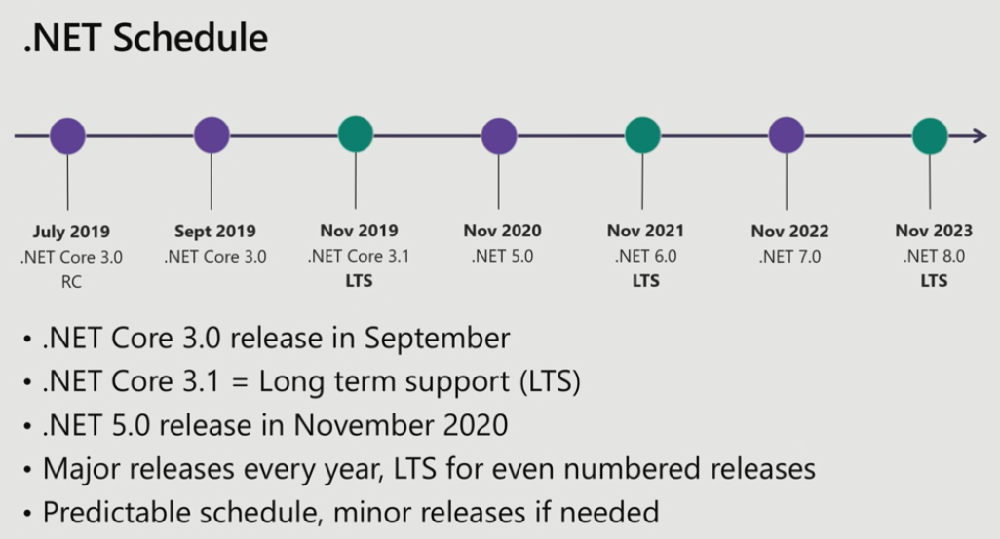 .NET Schedule
July 2019
.NET Core 3.0
RC
Sept 2019
.NET Core 3.0
Nov 2019
.NET Core 3.1
LTS
Nov 2020
.NET 5.0
Nov 2021
.NET 6.0
LTS
Nov 2022
.NET 7.0
Nov 2023
.NET 8.0
LTS
• .NET Core 3.0 release in September
• .NET Core 3.1 = Long term support (LTS)
• .NET 5.0 release in November 2020
• Major releases every year, LTS for even numbered releases
• Predictable schedule, minor releases if needed